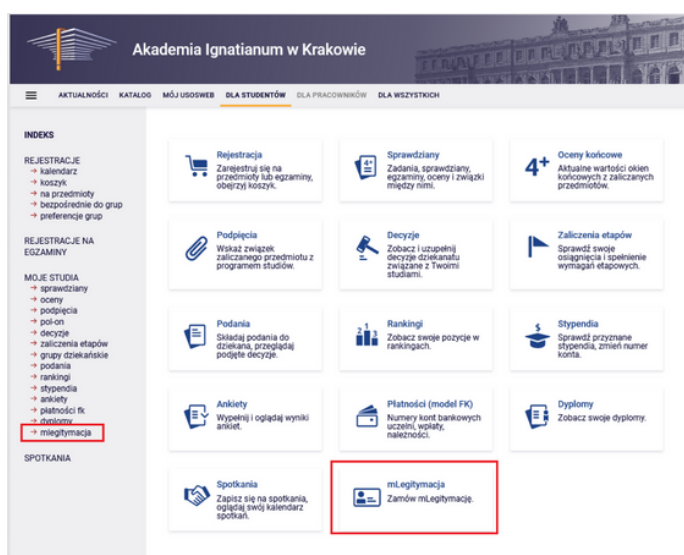 Akademia Ignatianum w Krakowie
AKTUALNOŚCI KATALOG MÓJ USOSWEB DLA STUDENTÓW DLA PRACOWNIKÓW DLA WSZYSTKICH
INDEKS
REJESTRACJE
→ kalendarz
→ koszyk
→ na przedmioty
→ bezpośrednie do grup
→ preferencje grup
REJESTRACJE NA
EGZAMINY
MOJE STUDIA
→ sprawdziany
→ oceny
→ podpięcia
→ pol-on
→ decyzje
→ zaliczenia etapów
→ grupy dziekańskie
→ podania
→ rankingi
→ stypendia
→ ankiety
→ płatności fk
→ dyplomy
→ mlegitymacja
SPOTKANIA
Rejestracja
Zarejestruj się na
przedmioty lub egzaminy,
obejrzyj koszyk.
4+
Sprawdziany
Zadania, sprawdziany,
egzaminy, oceny i związki
między nimi.
4+
Oceny końcowe
Aktualne wartości okien
końcowych z zaliczanych
przedmiotów.
Podpięcia
Wskaż związek
zaliczanego przedmiotu z
programem studiów.
Decyzje
Zobacz i uzupełnij
decyzje dziekanatu
związane z Twoimi
studiami.
Zaliczenia etapów
Sprawdź swoje
osiągnięcia i spełnienie
wymagań etapowych.
Podania
Składaj podania do
dziekana, przeglądaj
podjęte decyzje.
2 1 3
Rankingi
Zobacz swoje pozycje w
rankingach.
$
Stypendia
Sprawdź przyznane
stypendia, zmień numer
konta.
Ankiety
Wypełnij i oglądaj wyniki
ankiet.
Płatności (model FK)
Numery kont bankowych
uczelni, wpłaty,
należności.
Dyplomy
Zobacz swoje dyplomy.
Spotkania
Zapisz się na spotkania,
oglądaj swój kalendarz
spotkań.
mLegitymacja
Zamów mLegitymację.